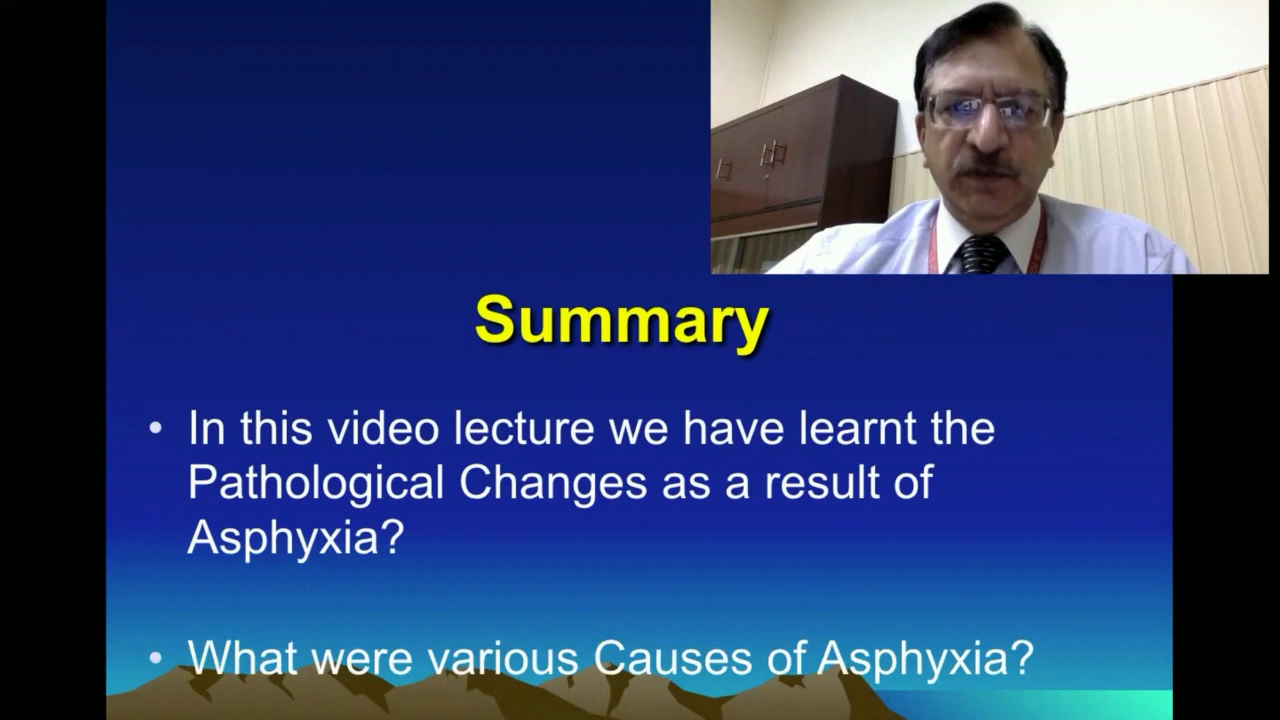 Summary
• In this video lecture we have learnt the
Pathological Changes as a result of
Asphyxia?
• What were various Causes of Asphyxia?